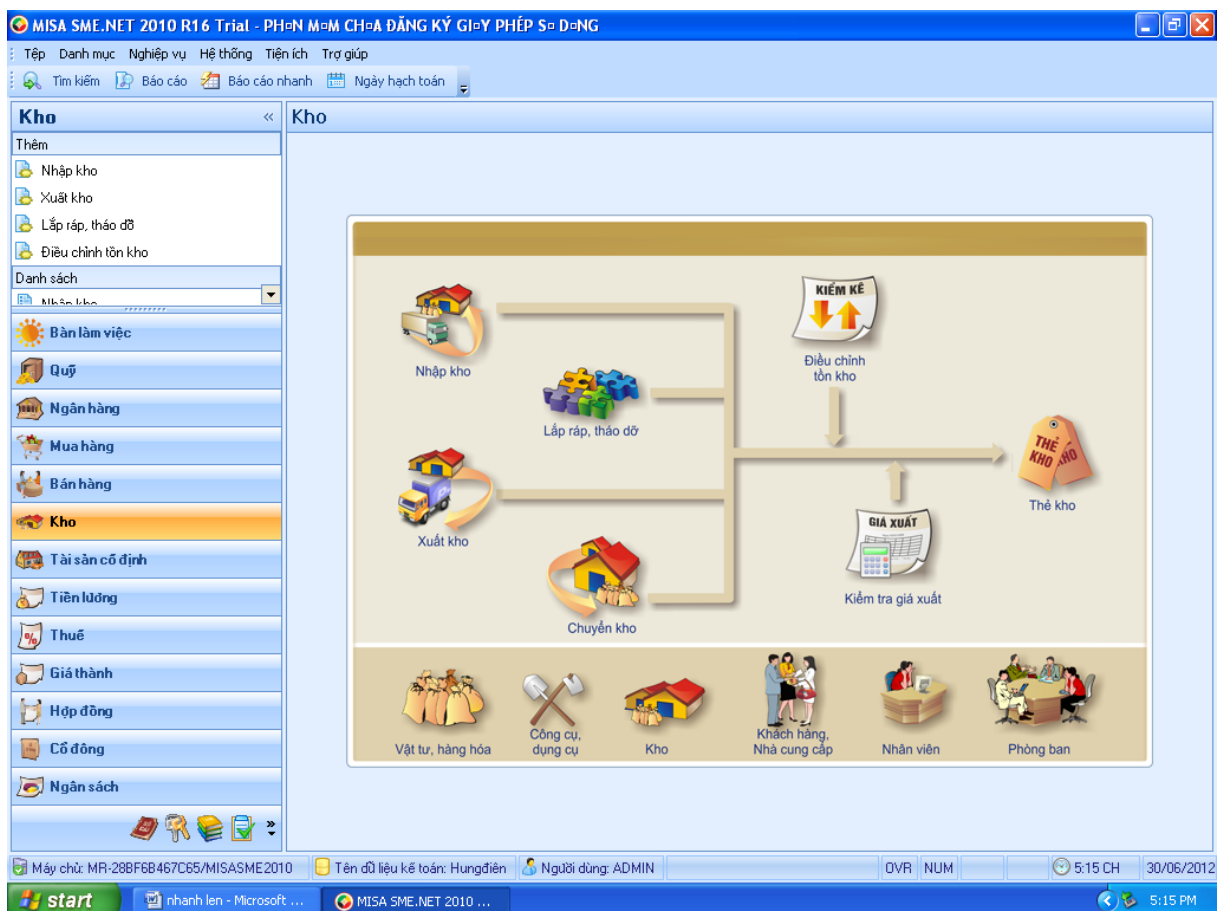 MISA SME.NET 2010 R16 Trial - PH¤N M¤M CH¤A ĐĂNG KÝ GI¤Y PHÉP S¤ D¤NG
Tệp Danh mục Nghiệp vụ Hệ thống Tiện ích Trợ giúp
Tìm kiếm Báo cáo Báo cáo nhanh Ngày hạch toán
Kho «
Kho
Thêm
Nhập kho
Xuất kho
Lắp ráp, tháo dỡ
Điều chỉnh tồn kho
Danh sách
Nhập kho
Bàn làm việc
Quỹ
Ngân hàng
Mua hàng
Bán hàng
Kho
Tài sản cố định
Tiền lương
Thuế
Giá thành
Hợp đồng
Cổ đông
Ngân sách
Nhập kho
Lắp ráp, tháo dỡ
Xuất kho
Chuyển kho
KIỂM KÊ
Điều chỉnh
tồn kho
GIÁ XUẤT
Kiểm tra giá xuất
THẺ
KHO
KHO
Thẻ kho
Vật tư, hàng hóa
Công cụ,
dụng cụ
Kho
Khách hàng,
Nhà cung cấp
Nhân viên
Phòng ban
Máy chủ: MR-28BF6B467C65/MISASME2010 Tên dữ liệu kế toán: Hungđiên Người dùng: ADMIN OVR NUM 5:15 CH 30/06/2012
start nhanh len - Microsoft ... MISA SME.NET 2010 ... 5:15 PM